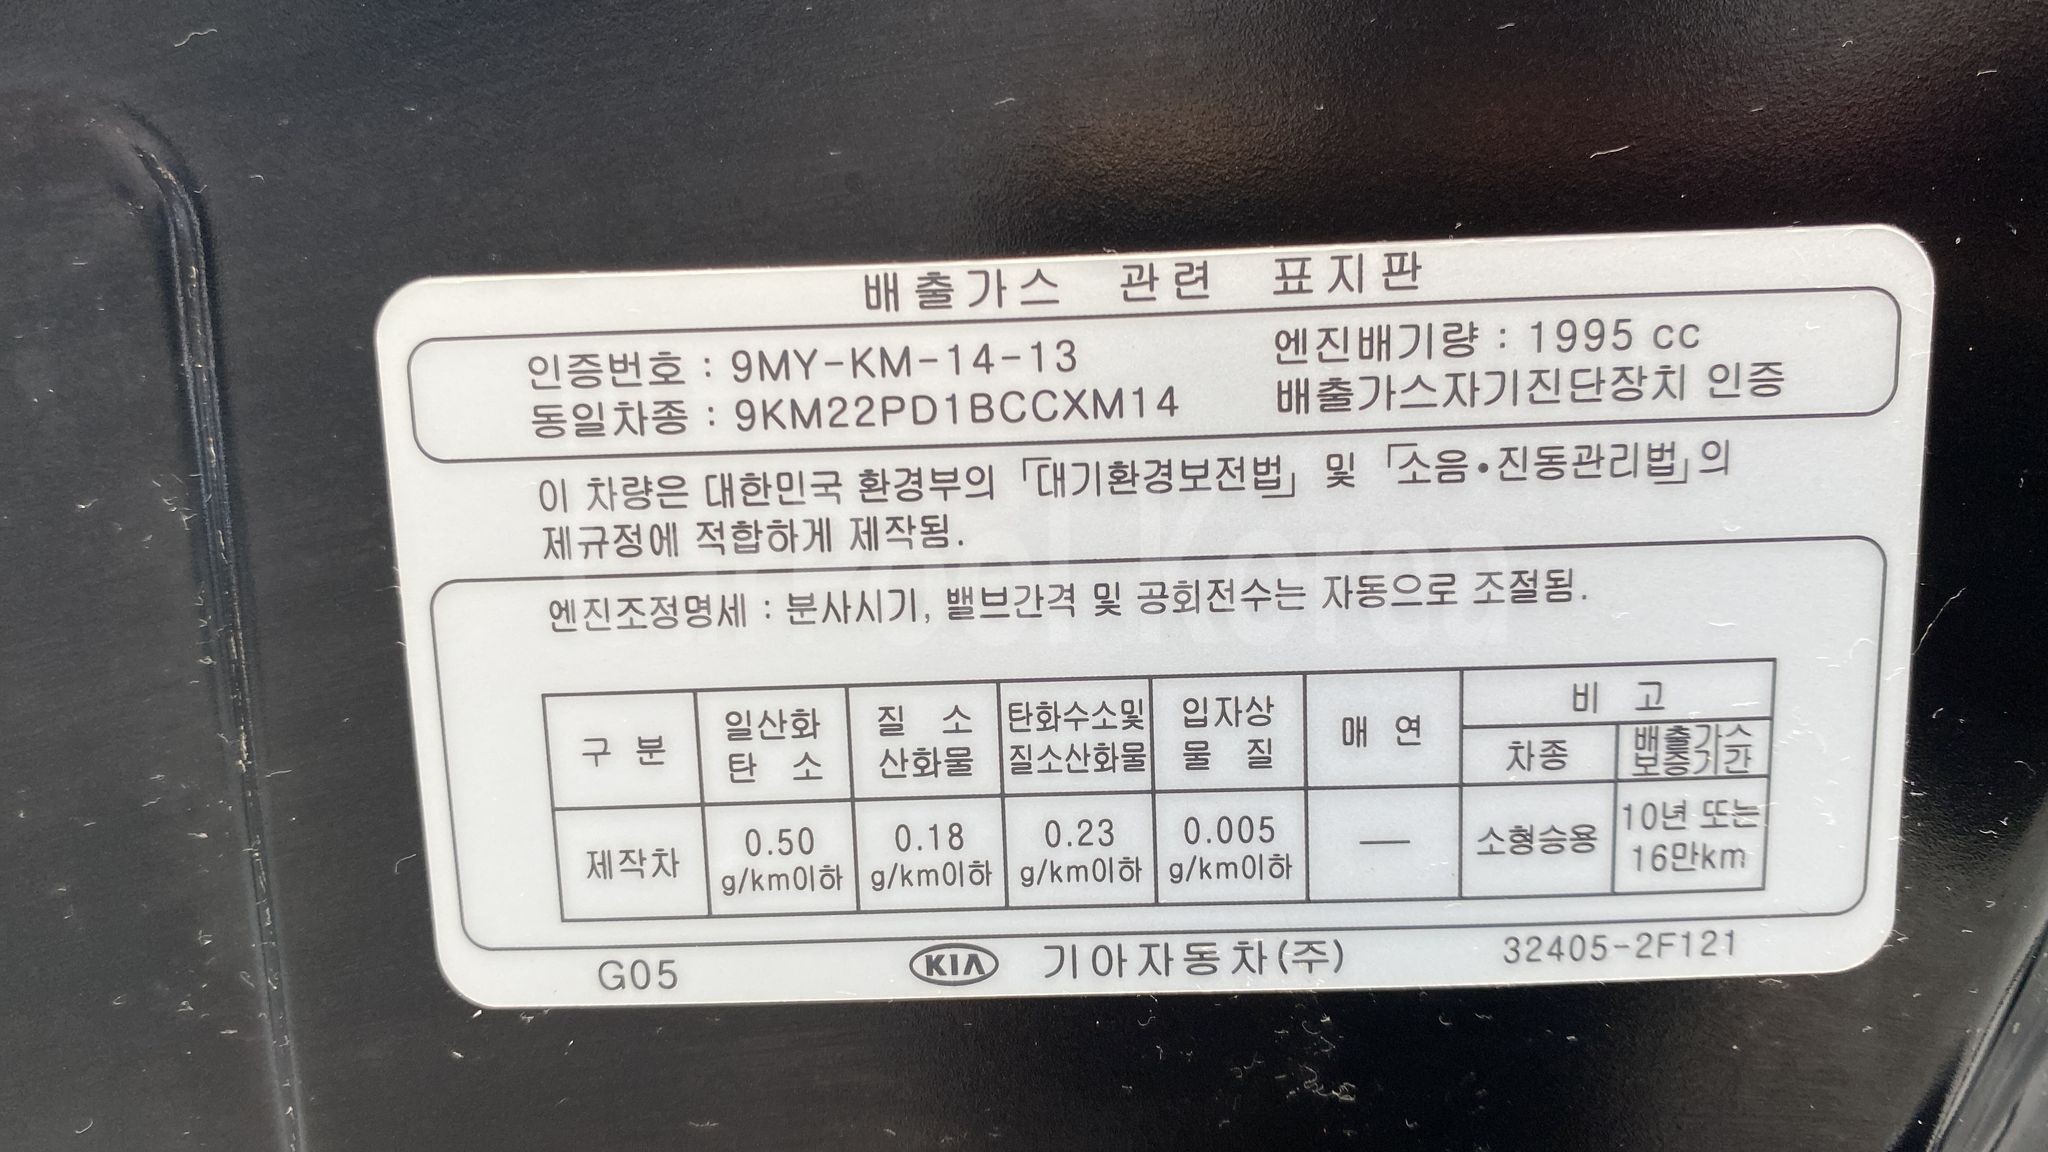 배출가스 관련 표지판
인증번호 : 9MY-KM-14-13
엔진배기량 : 1995 cc
동일차종 : 9KM22PD1BCCXM14
배출가스자기진단장치 인증
이 차량은 대한민국 환경부의 「대기환경보전법」 및 「소음·진동관리법」의
제규정에 적합하게 제작됨.
엔진조정명세 : 분사시기, 밸브간격 및 공회전수는 자동으로 조절됨.
구분
일산화
탄소
질소
산화물
탄화수소및
질소산화물
입자상
물질
매연
비고
차종
배출가스
보증기간
제작차
0.50
g/km이하
0.18
g/km이하
0.23
g/km이하
0.005
g/km이하
—
소형승용
10년 또는
16만km
G05
KIA 기아자동차(주)
32405-2F121
Carpool Korea